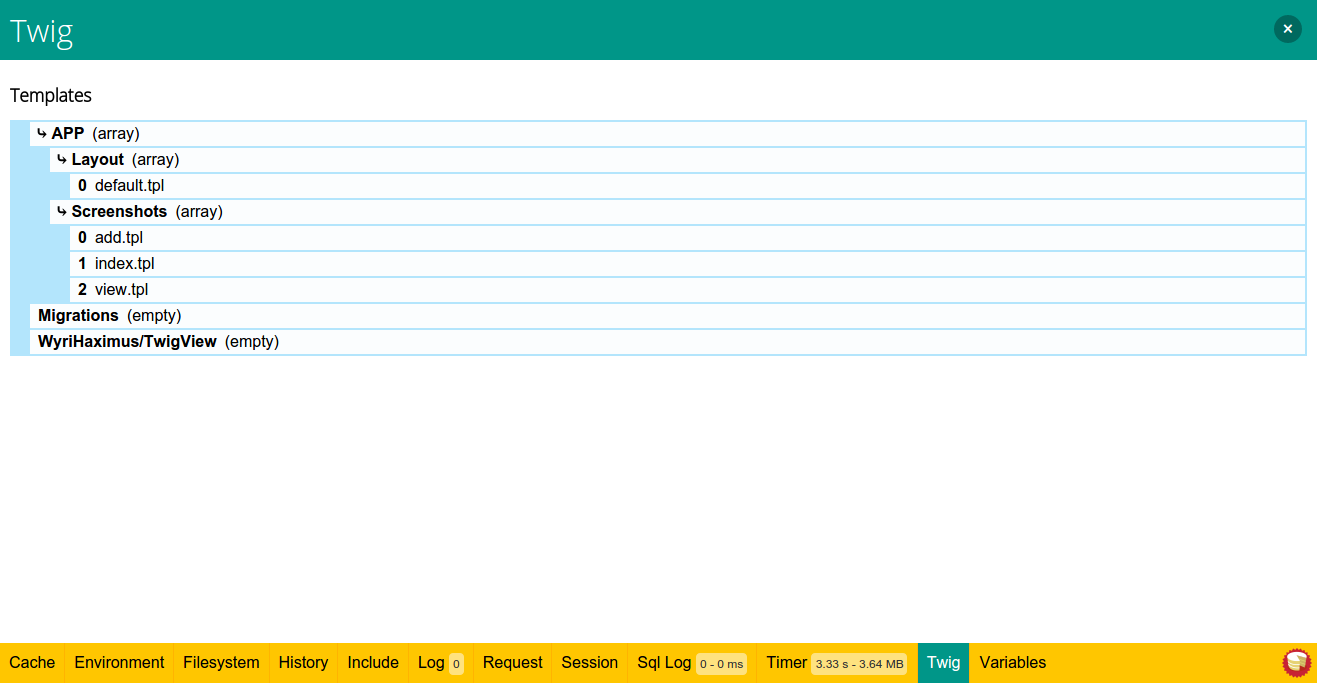 Twig
Templates
APP (array)
Layout (array)
0 default.tpl
Screenshots (array)
0 add.tpl
1 index.tpl
2 view.tpl
Migrations (empty)
WyriHaximus/TwigView (empty)
Cache Environment Filesystem History Include Log 0 Request Session Sql Log 0 - 0 ms Timer 3.33 s - 3.64 MB Twig Variables